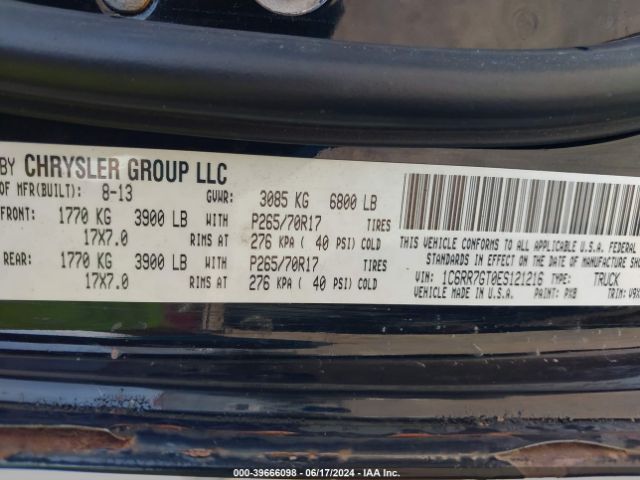 BY CHRYSLER GROUP LLC
OF MFR(BUILT): 8-13 GVWR: 3085 KG 6800 LB
FRONT: 1770 KG 3900 LB WITH P265/70R17 TIRES
17X7.0 RIMS AT 276 KPA ( 40 PSI) COLD
REAR: 1770 KG 3900 LB WITH P265/70R17 TIRES
17X7.0 RIMS AT 276 KPA ( 40 PSI) COLD
THIS VEHICLE CONFORMS TO ALL APPLICABLE U.S.A. FEDERAL
STANDARDS IN EFFECT ON THE DATE OF MANUFACTURE SHO
VIN: 1C6RR7GT0ES121216 TYPE: TRUCK
VEHICLE MADE IN U.S.A. PAINT: PXB TRIM:
000-39666098 - 06/17/2024 - IAA Inc.